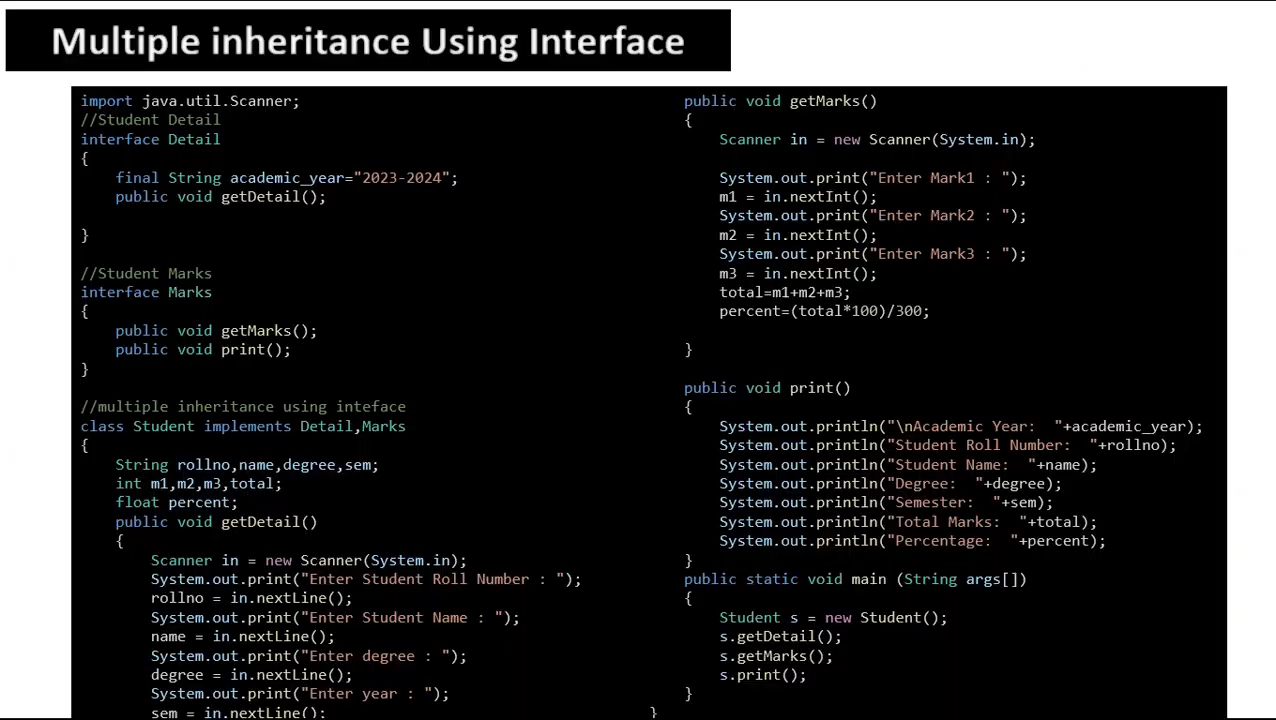 Multiple inheritance Using Interface
import java.util.Scanner;
//Student Detail
interface Detail
{
final String academic_year="2023-2024";
public void getDetail();
}
//Student Marks
interface Marks
{
public void getMarks();
public void print();
}
//multiple inheritance using inteface
class Student implements Detail,Marks
{
String rollno,name,degree,sem;
int m1,m2,m3,total;
float percent;
public void getDetail()
{
Scanner in = new Scanner(System.in);
System.out.print("Enter Student Roll Number : ");
rollno = in.nextLine();
System.out.print("Enter Student Name : ");
name = in.nextLine();
System.out.print("Enter degree : ");
degree = in.nextLine();
System.out.print("Enter year : ");
sem = in.nextLine();
public void getMarks()
{
Scanner in = new Scanner(System.in);
System.out.print("Enter Mark1 : ");
m1 = in.nextInt();
System.out.print("Enter Mark2 : ");
m2 = in.nextInt();
System.out.print("Enter Mark3 : ");
m3 = in.nextInt();
total=m1+m2+m3;
percent=(total*100)/300;
}
public void print()
{
System.out.println("\nAcademic Year:  "+academic_year);
System.out.println("Student Roll Number:  "+rollno);
System.out.println("Student Name:  "+name);
System.out.println("Degree:  "+degree);
System.out.println("Semester:  "+sem);
System.out.println("Total Marks:  "+total);
System.out.println("Percentage:  "+percent);
}
public static void main (String args[])
{
Student s = new Student();
s.getDetail();
s.getMarks();
s.print();
}
}